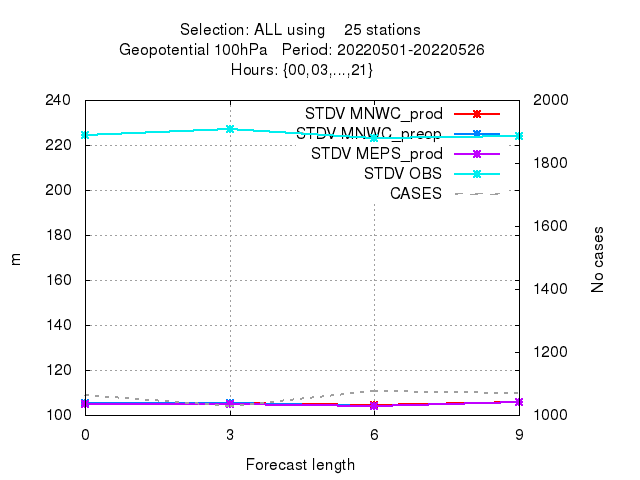 Selection: ALL using    25 stations
Geopotential 100hPa   Period: 20220501-20220526
Hours: {00,03,...,21}
240
220
200
180
160
140
120
100
m
2000
1800
1600
1400
1200
1000
No cases
STDV MNWC_prod
STDV MNWC_preop
STDV MEPS_prod
STDV OBS
CASES
0
3
6
9
Forecast length